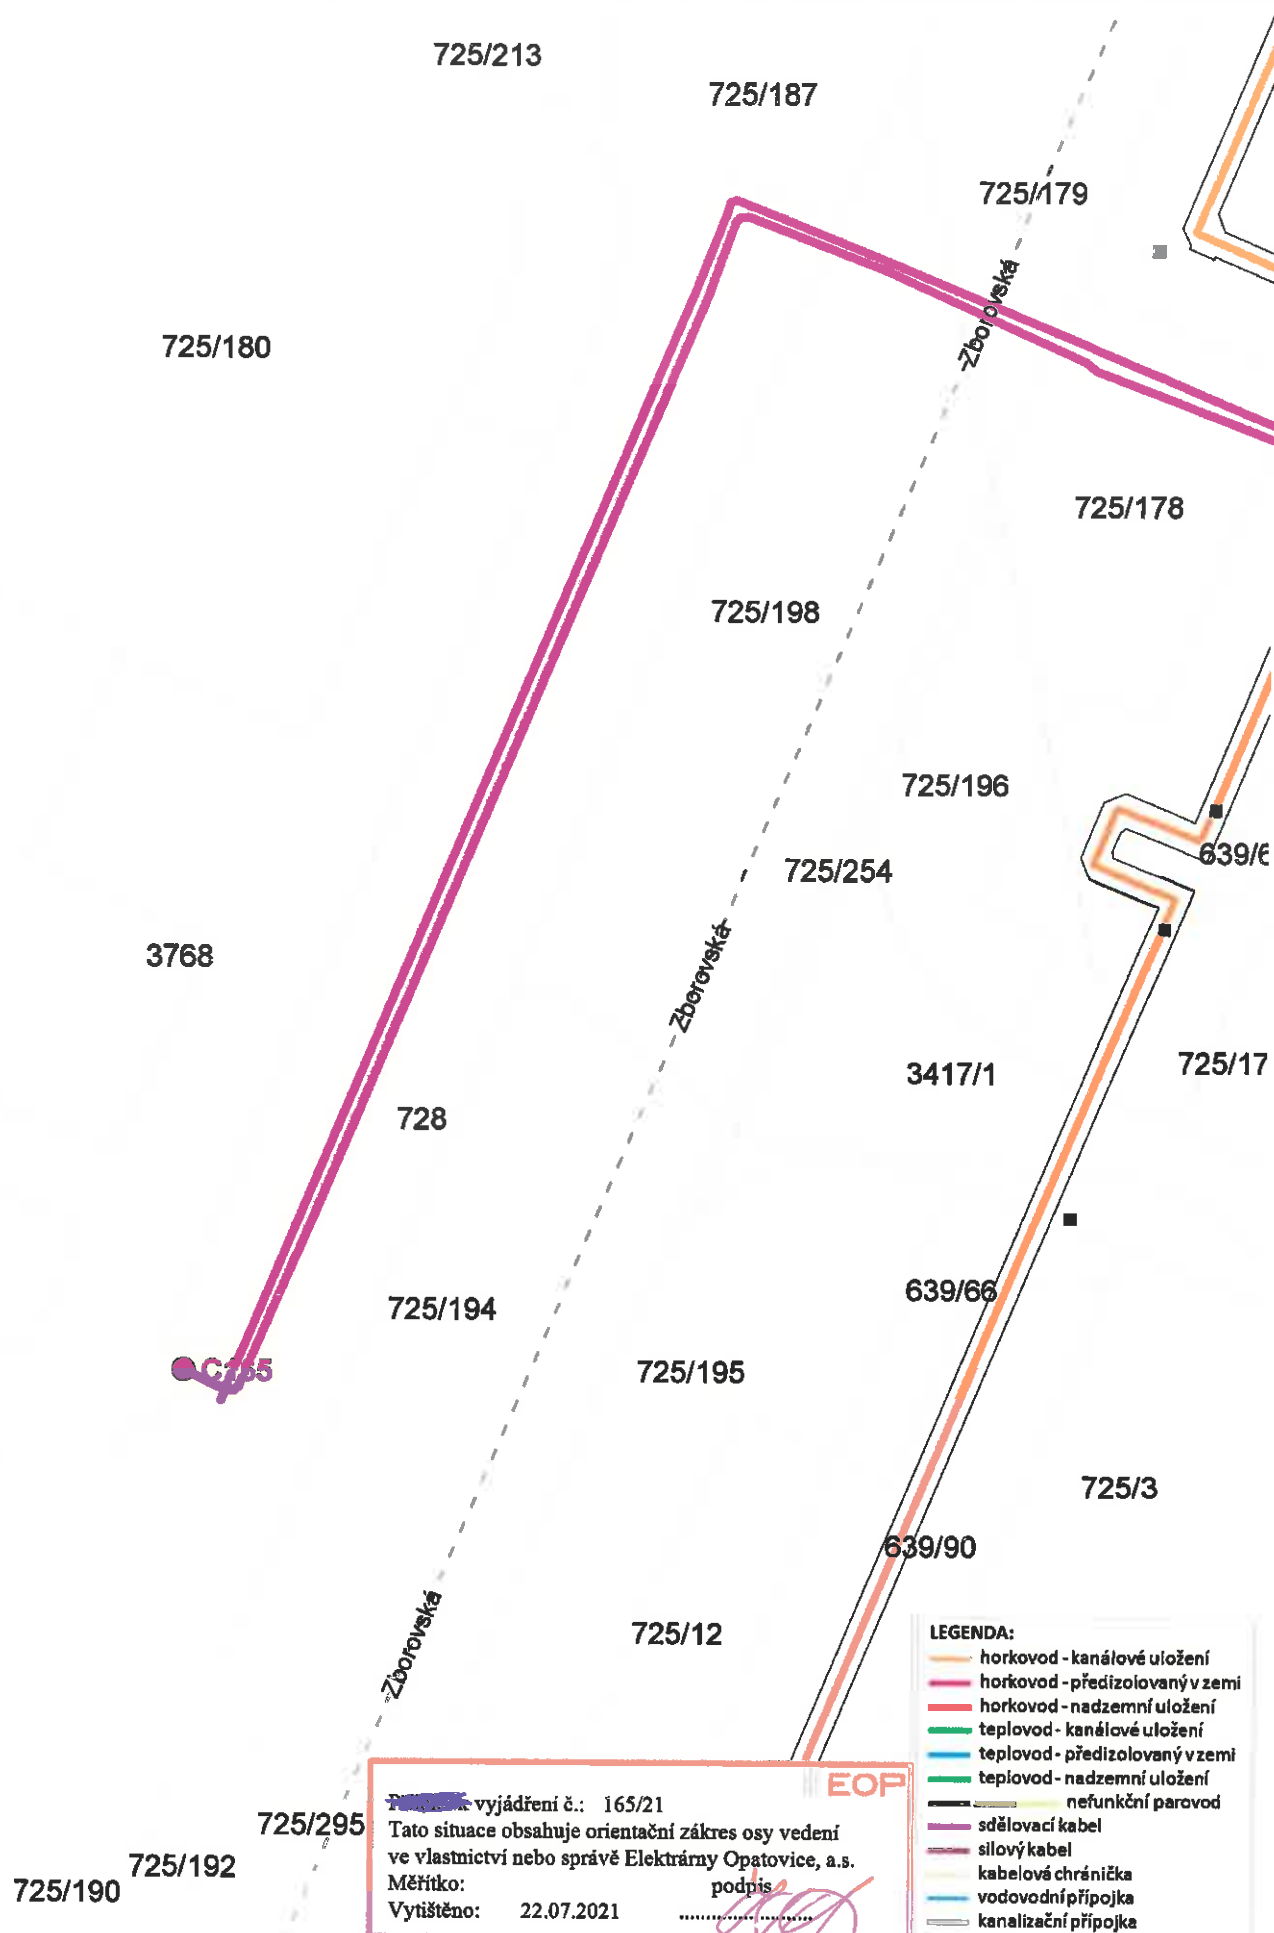 725/213
725/187
725/179
Zborovská
725/180
725/178
725/198
725/196
639/6
725/254
Zborovská
3768
3417/1
725/17
728
639/66
725/194
C765
725/195
725/3
639/90
Zborovská
725/12
LEGENDA:
horkovod - kanálové uložení
horkovod - předizolovaný v zemi
horkovod - nadzemní uložení
teplovod - kanálové uložení
teplovod - předizolovaný v zemi
teplovod - nadzemní uložení
nefunkční parovod
sdělovací kabel
silový kabel
kabelová chránička
vodovodní přípojka
kanalizační přípojka
EOP
vyjádření č.: 165/21
Tato situace obsahuje orientační zákres osy vedení
ve vlastnictví nebo správě Elektrárny Opatovice, a.s.
Měřítko: podpis
Vytištěno: 22.07.2021 ........................
725/295
725/192
725/190